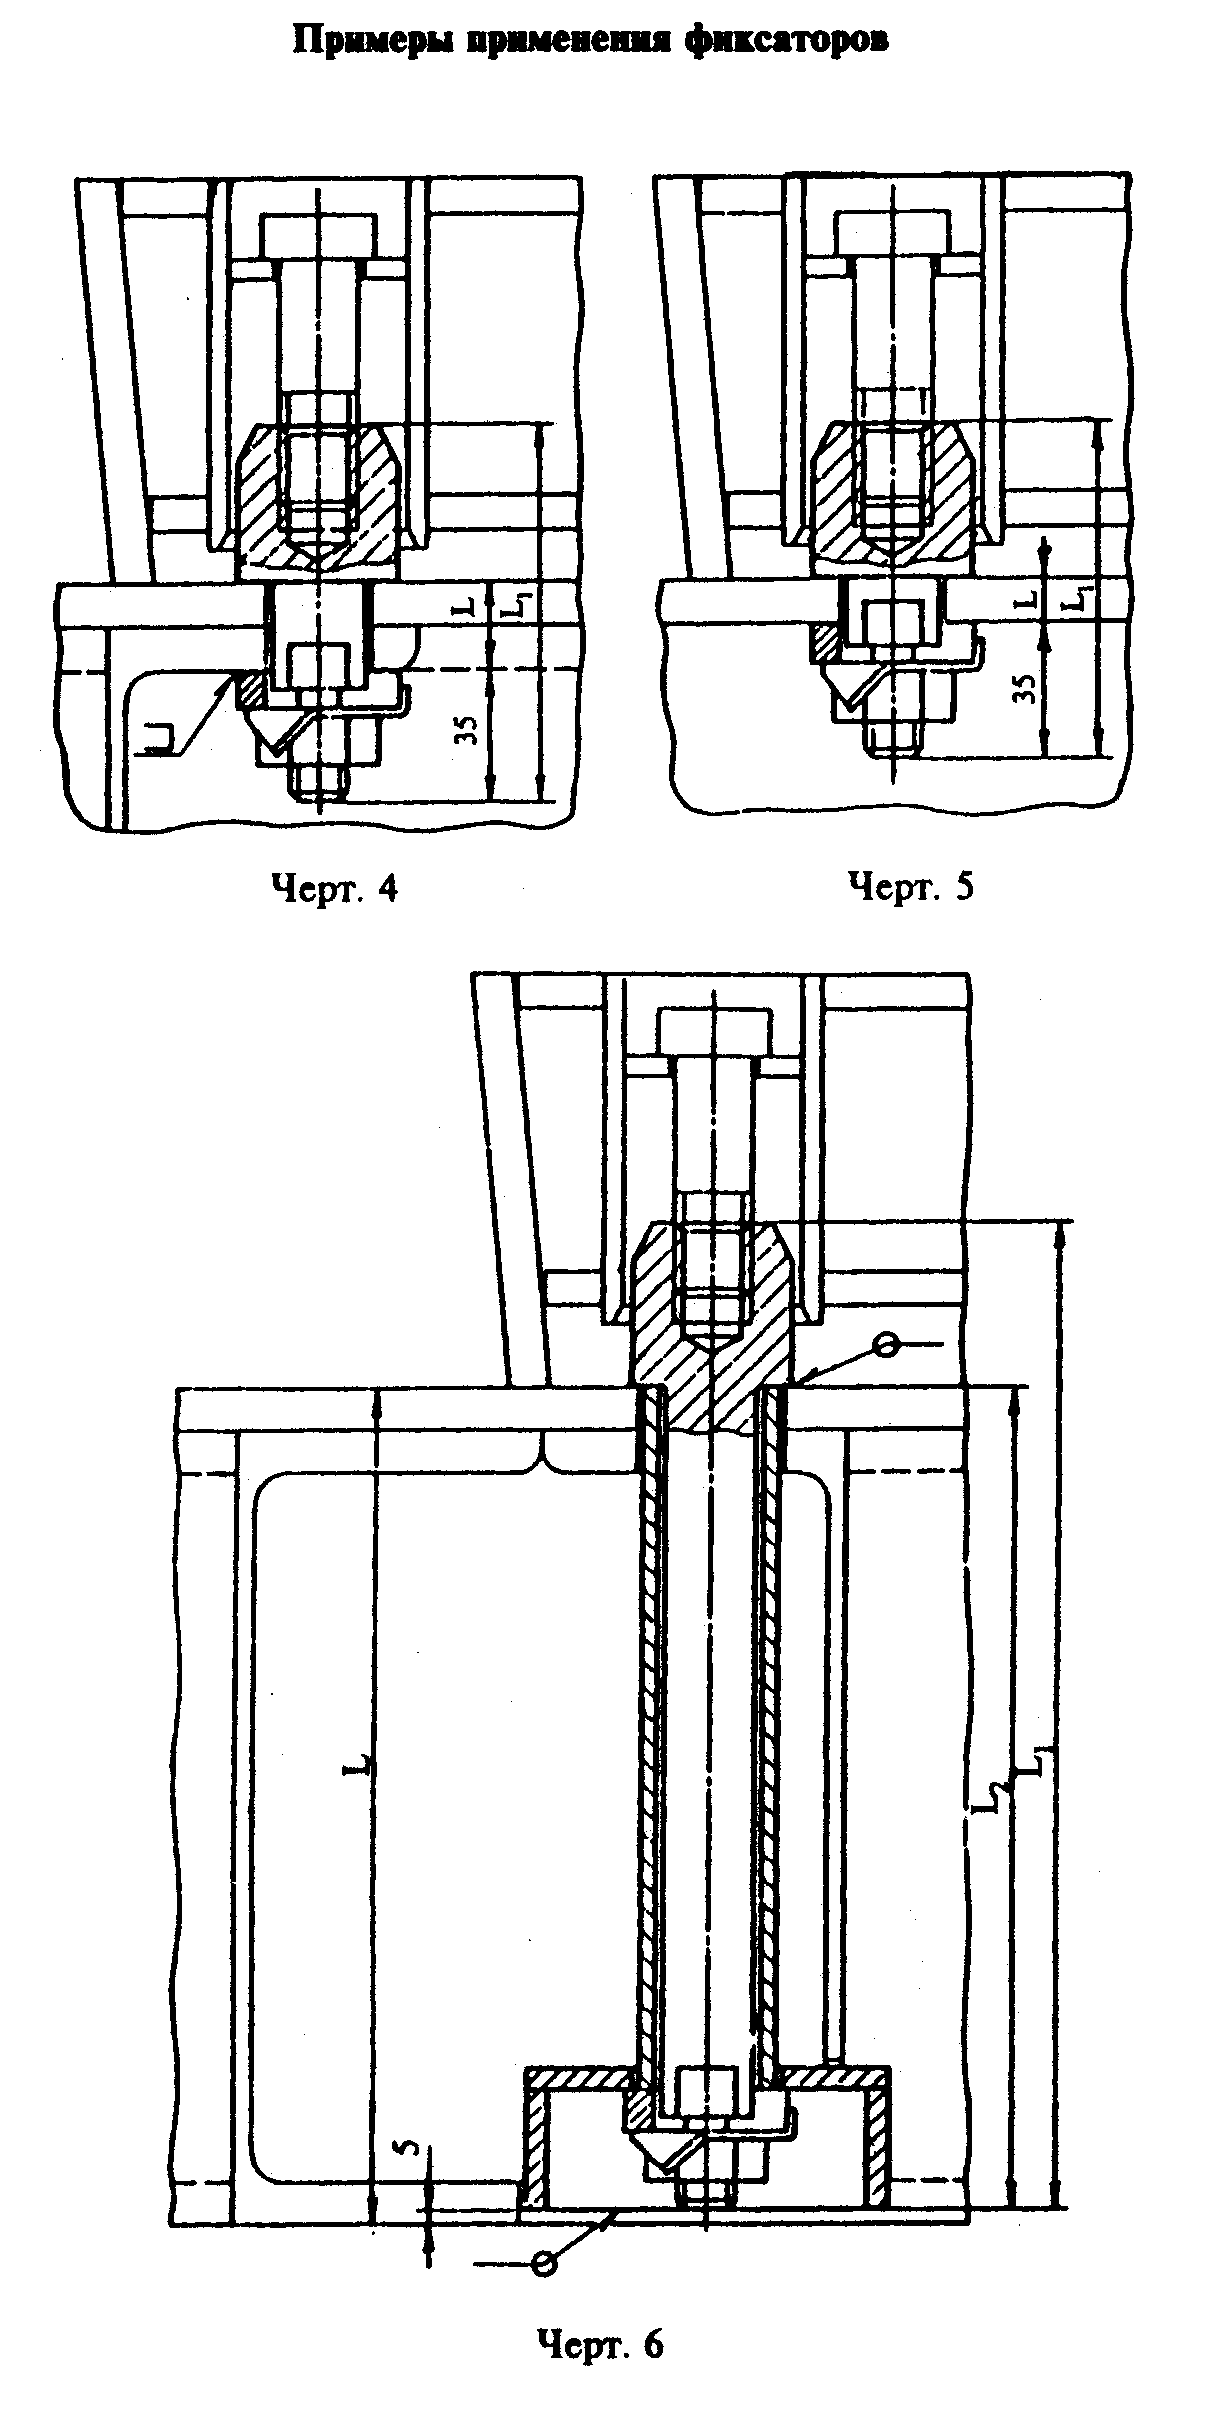 Примеры применения фиксаторов
L
L₁
35
Черт. 4
L
L₁
35
Черт. 5
L
L₂
L₁
5
Черт. 6